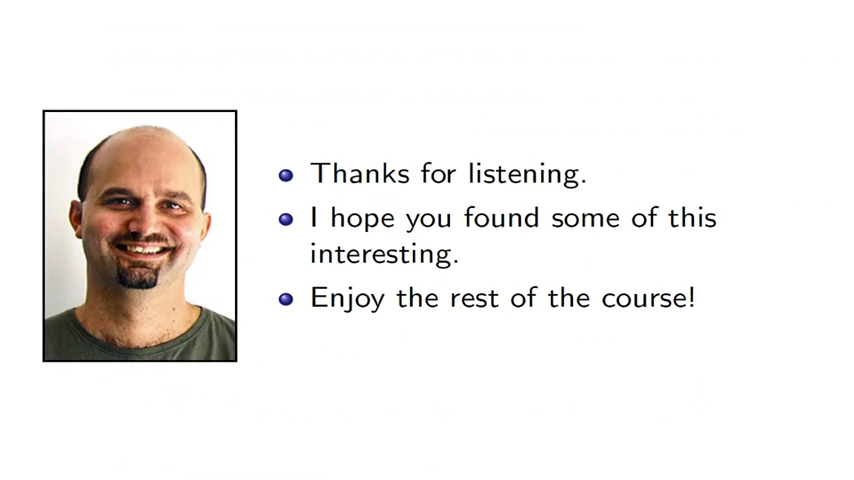 Thanks for listening.
I hope you found some of this
interesting.
Enjoy the rest of the course!